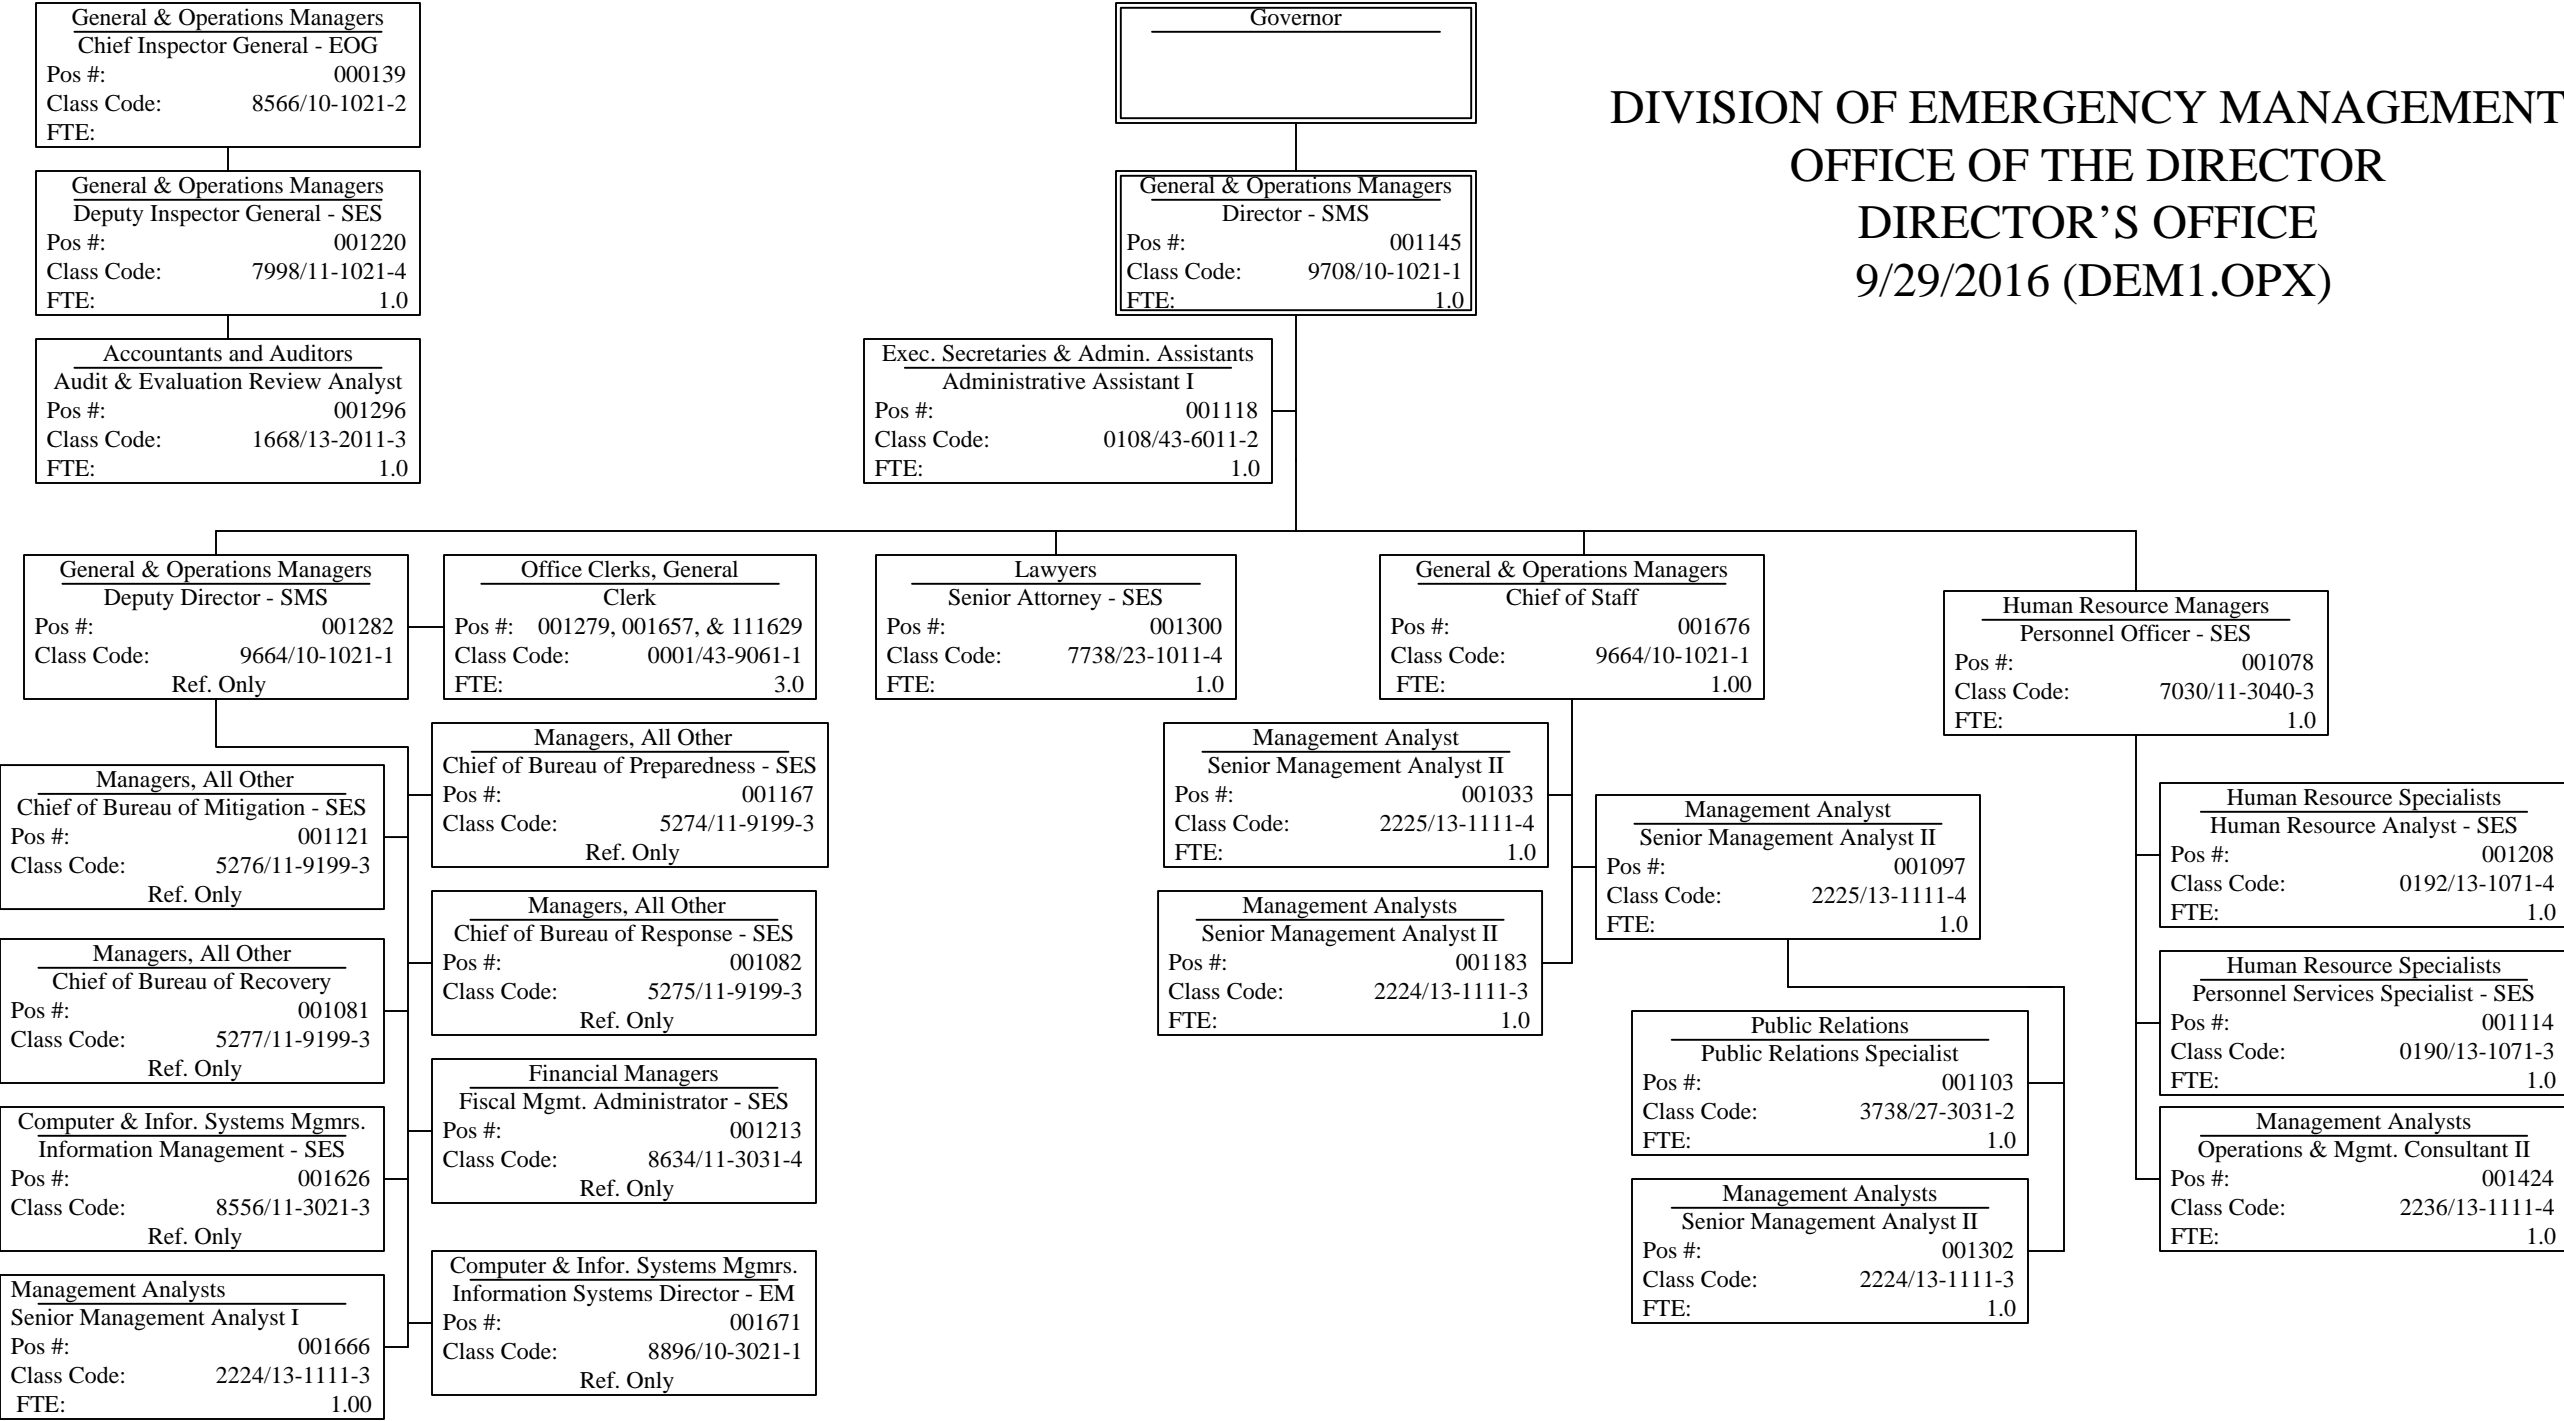 General & Operations Managers
Chief Inspector General - EOG
Pos #: 000139
Class Code: 8566/10-1021-2
FTE:
General & Operations Managers
Deputy Inspector General - SES
Pos #: 001220
Class Code: 7998/11-1021-4
FTE: 1.0
Accountants and Auditors
Audit & Evaluation Review Analyst
Pos #: 001296
Class Code: 1668/13-2011-3
FTE: 1.0
Governor
DIVISION OF EMERGENCY MANAGEMENT
OFFICE OF THE DIRECTOR
DIRECTOR’S OFFICE
9/29/2016 (DEM1.OPX)
General & Operations Managers
Director - SMS
Pos #: 001145
Class Code: 9708/10-1021-1
FTE: 1.0
Exec. Secretaries & Admin. Assistants
Administrative Assistant I
Pos #: 001118
Class Code: 0108/43-6011-2
FTE: 1.0
General & Operations Managers
Deputy Director - SMS
Pos #: 001282
Class Code: 9664/10-1021-1
Ref. Only
Office Clerks, General
Clerk
Pos #: 001279, 001657, & 111629
Class Code: 0001/43-9061-1
FTE: 3.0
Lawyers
Senior Attorney - SES
Pos #: 001300
Class Code: 7738/23-1011-4
FTE: 1.0
General & Operations Managers
Chief of Staff
Pos #: 001676
Class Code: 9664/10-1021-1
FTE: 1.00
Human Resource Managers
Personnel Officer - SES
Pos #: 001078
Class Code: 7030/11-3040-3
FTE: 1.0
Managers, All Other
Chief of Bureau of Preparedness - SES
Pos #: 001167
Class Code: 5274/11-9199-3
Ref. Only
Managers, All Other
Chief of Bureau of Mitigation - SES
Pos #: 001121
Class Code: 5276/11-9199-3
Ref. Only
Managers, All Other
Chief of Bureau of Response - SES
Pos #: 001082
Class Code: 5275/11-9199-3
Ref. Only
Managers, All Other
Chief of Bureau of Recovery
Pos #: 001081
Class Code: 5277/11-9199-3
Ref. Only
Financial Managers
Fiscal Mgmt. Administrator - SES
Pos #: 001213
Class Code: 8634/11-3031-4
Ref. Only
Computer & Infor. Systems Mgmrs.
Information Management - SES
Pos #: 001626
Class Code: 8556/11-3021-3
Ref. Only
Computer & Infor. Systems Mgmrs.
Information Systems Director - EM
Pos #: 001671
Class Code: 8896/10-3021-1
Ref. Only
Management Analysts
Senior Management Analyst I
Pos #: 001666
Class Code: 2224/13-1111-3
FTE: 1.00
Management Analyst
Senior Management Analyst II
Pos #: 001033
Class Code: 2225/13-1111-4
FTE: 1.0
Management Analyst
Senior Management Analyst II
Pos #: 001097
Class Code: 2225/13-1111-4
FTE: 1.0
Management Analysts
Senior Management Analyst II
Pos #: 001183
Class Code: 2224/13-1111-3
FTE: 1.0
Public Relations
Public Relations Specialist
Pos #: 001103
Class Code: 3738/27-3031-2
FTE: 1.0
Management Analysts
Senior Management Analyst II
Pos #: 001302
Class Code: 2224/13-1111-3
FTE: 1.0
Human Resource Specialists
Human Resource Analyst - SES
Pos #: 001208
Class Code: 0192/13-1071-4
FTE: 1.0
Human Resource Specialists
Personnel Services Specialist - SES
Pos #: 001114
Class Code: 0190/13-1071-3
FTE: 1.0
Management Analysts
Operations & Mgmt. Consultant II
Pos #: 001424
Class Code: 2236/13-1111-4
FTE: 1.0